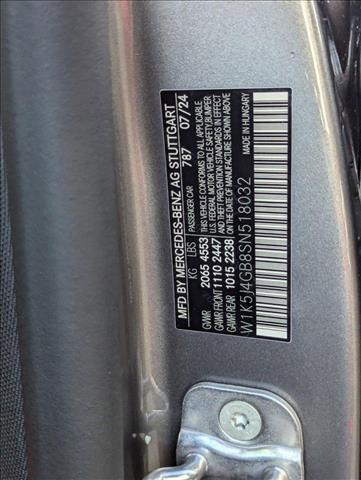 MFD BY MERCEDES-BENZ AG STUTTGART
PASSENGER CAR 787 07/24
KG LBS
GVWR 2065 4553
GAWR FRONT 1110 2447
GAWR REAR 1015 2238
THIS VEHICLE CONFORMS TO ALL APPLICABLE
U.S. FEDERAL MOTOR VEHICLE SAFETY,BUMPER
AND THEFT PREVENTION STANDARDS IN EFFECT
ON THE DATE OF MANUFACTURE SHOWN ABOVE
W1K5J4GB8SN518032
MADE IN HUNGARY